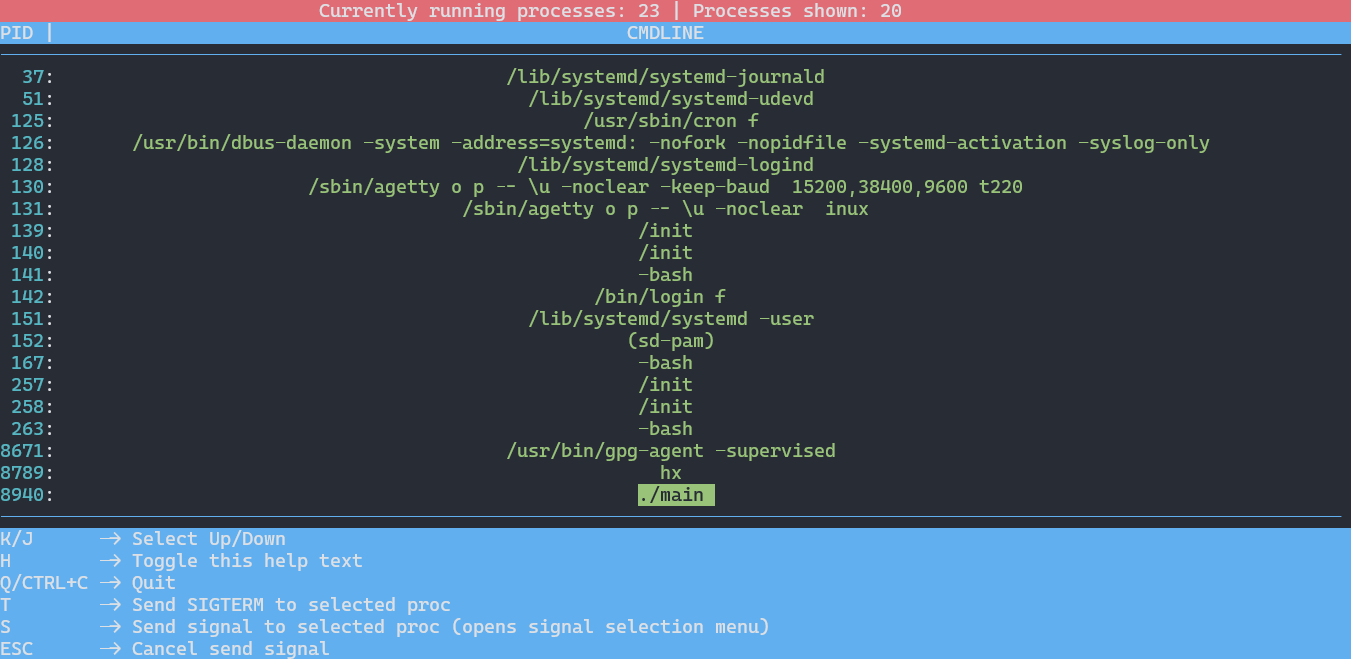 Currently running processes: 23 | Processes shown: 20
PID | CMDLINE
37: /lib/systemd/systemd-journald
51: /lib/systemd/systemd-udevd
125: /usr/sbin/cron f
126: /usr/bin/dbus-daemon -system -address=systemd: -nofork -nopidfile -systemd-activation -syslog-only
128: /lib/systemd/systemd-logind
130: /sbin/agetty o p -- \u -noclear -keep-baud  15200,38400,9600 t220
131: /sbin/agetty o p -- \u -noclear  inux
139: /init
140: /init
141: -bash
142: /bin/login f
151: /lib/systemd/systemd -user
152: (sd-pam)
167: -bash
257: /init
258: /init
263: -bash
8671: /usr/bin/gpg-agent -supervised
8789: hx
8940: ./main
K/J —> Select Up/Down
H —> Toggle this help text
Q/CTRL+C —> Quit
T —> Send SIGTERM to selected proc
S —> Send signal to selected proc (opens signal selection menu)
ESC —> Cancel send signal